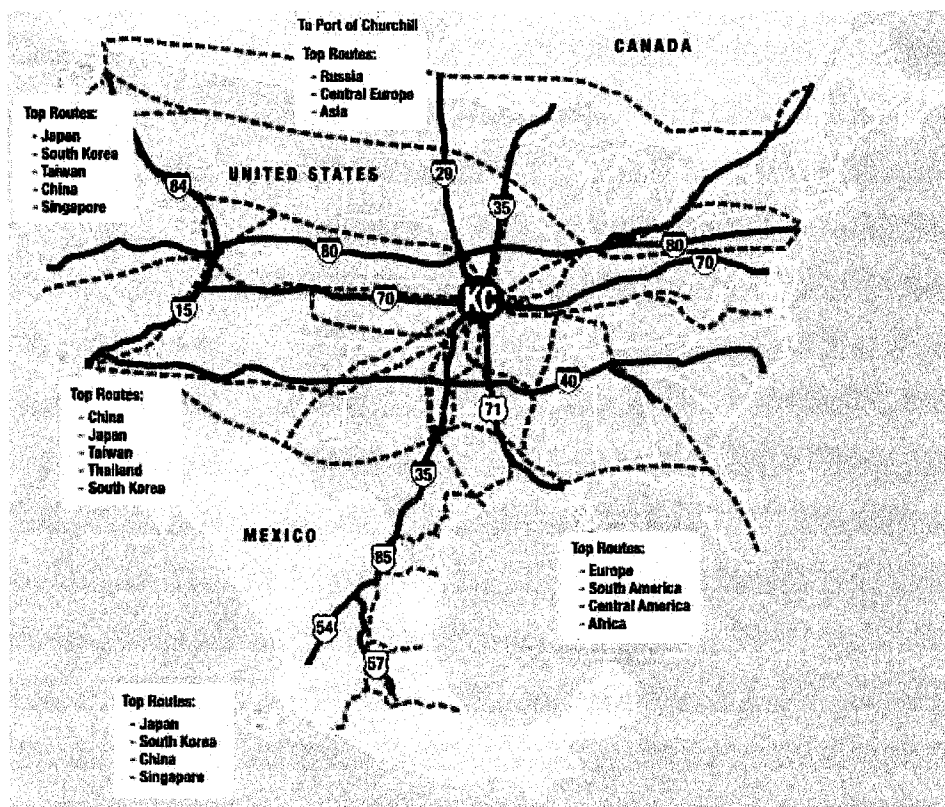 To Port of Churchill
Top Routes:
- Russia
- Central Europe
- Asia
CANADA
Top Routes:
- Japan
- South Korea
- Taiwan
- China
- Singapore
UNITED STATES
84
29
35
80
80
70
15
70
KC
40
71
Top Routes:
- China
- Japan
- Taiwan
- Thailand
- South Korea
35
MEXICO
85
54
57
Top Routes:
- Europe
- South America
- Central America
- Africa
Top Routes:
- Japan
- South Korea
- China
- Singapore